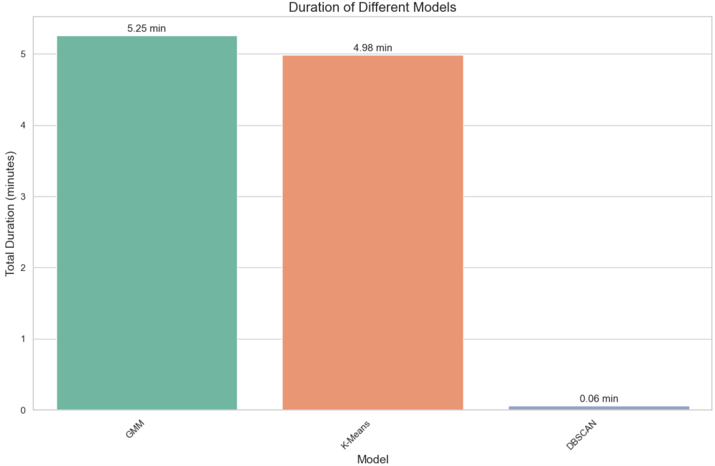 Duration of Different Models
5.25 min
4.98 min
0.06 min
Total Duration (minutes)
5
4
3
2
1
0
GMM
K-Means
DBSCAN
Model